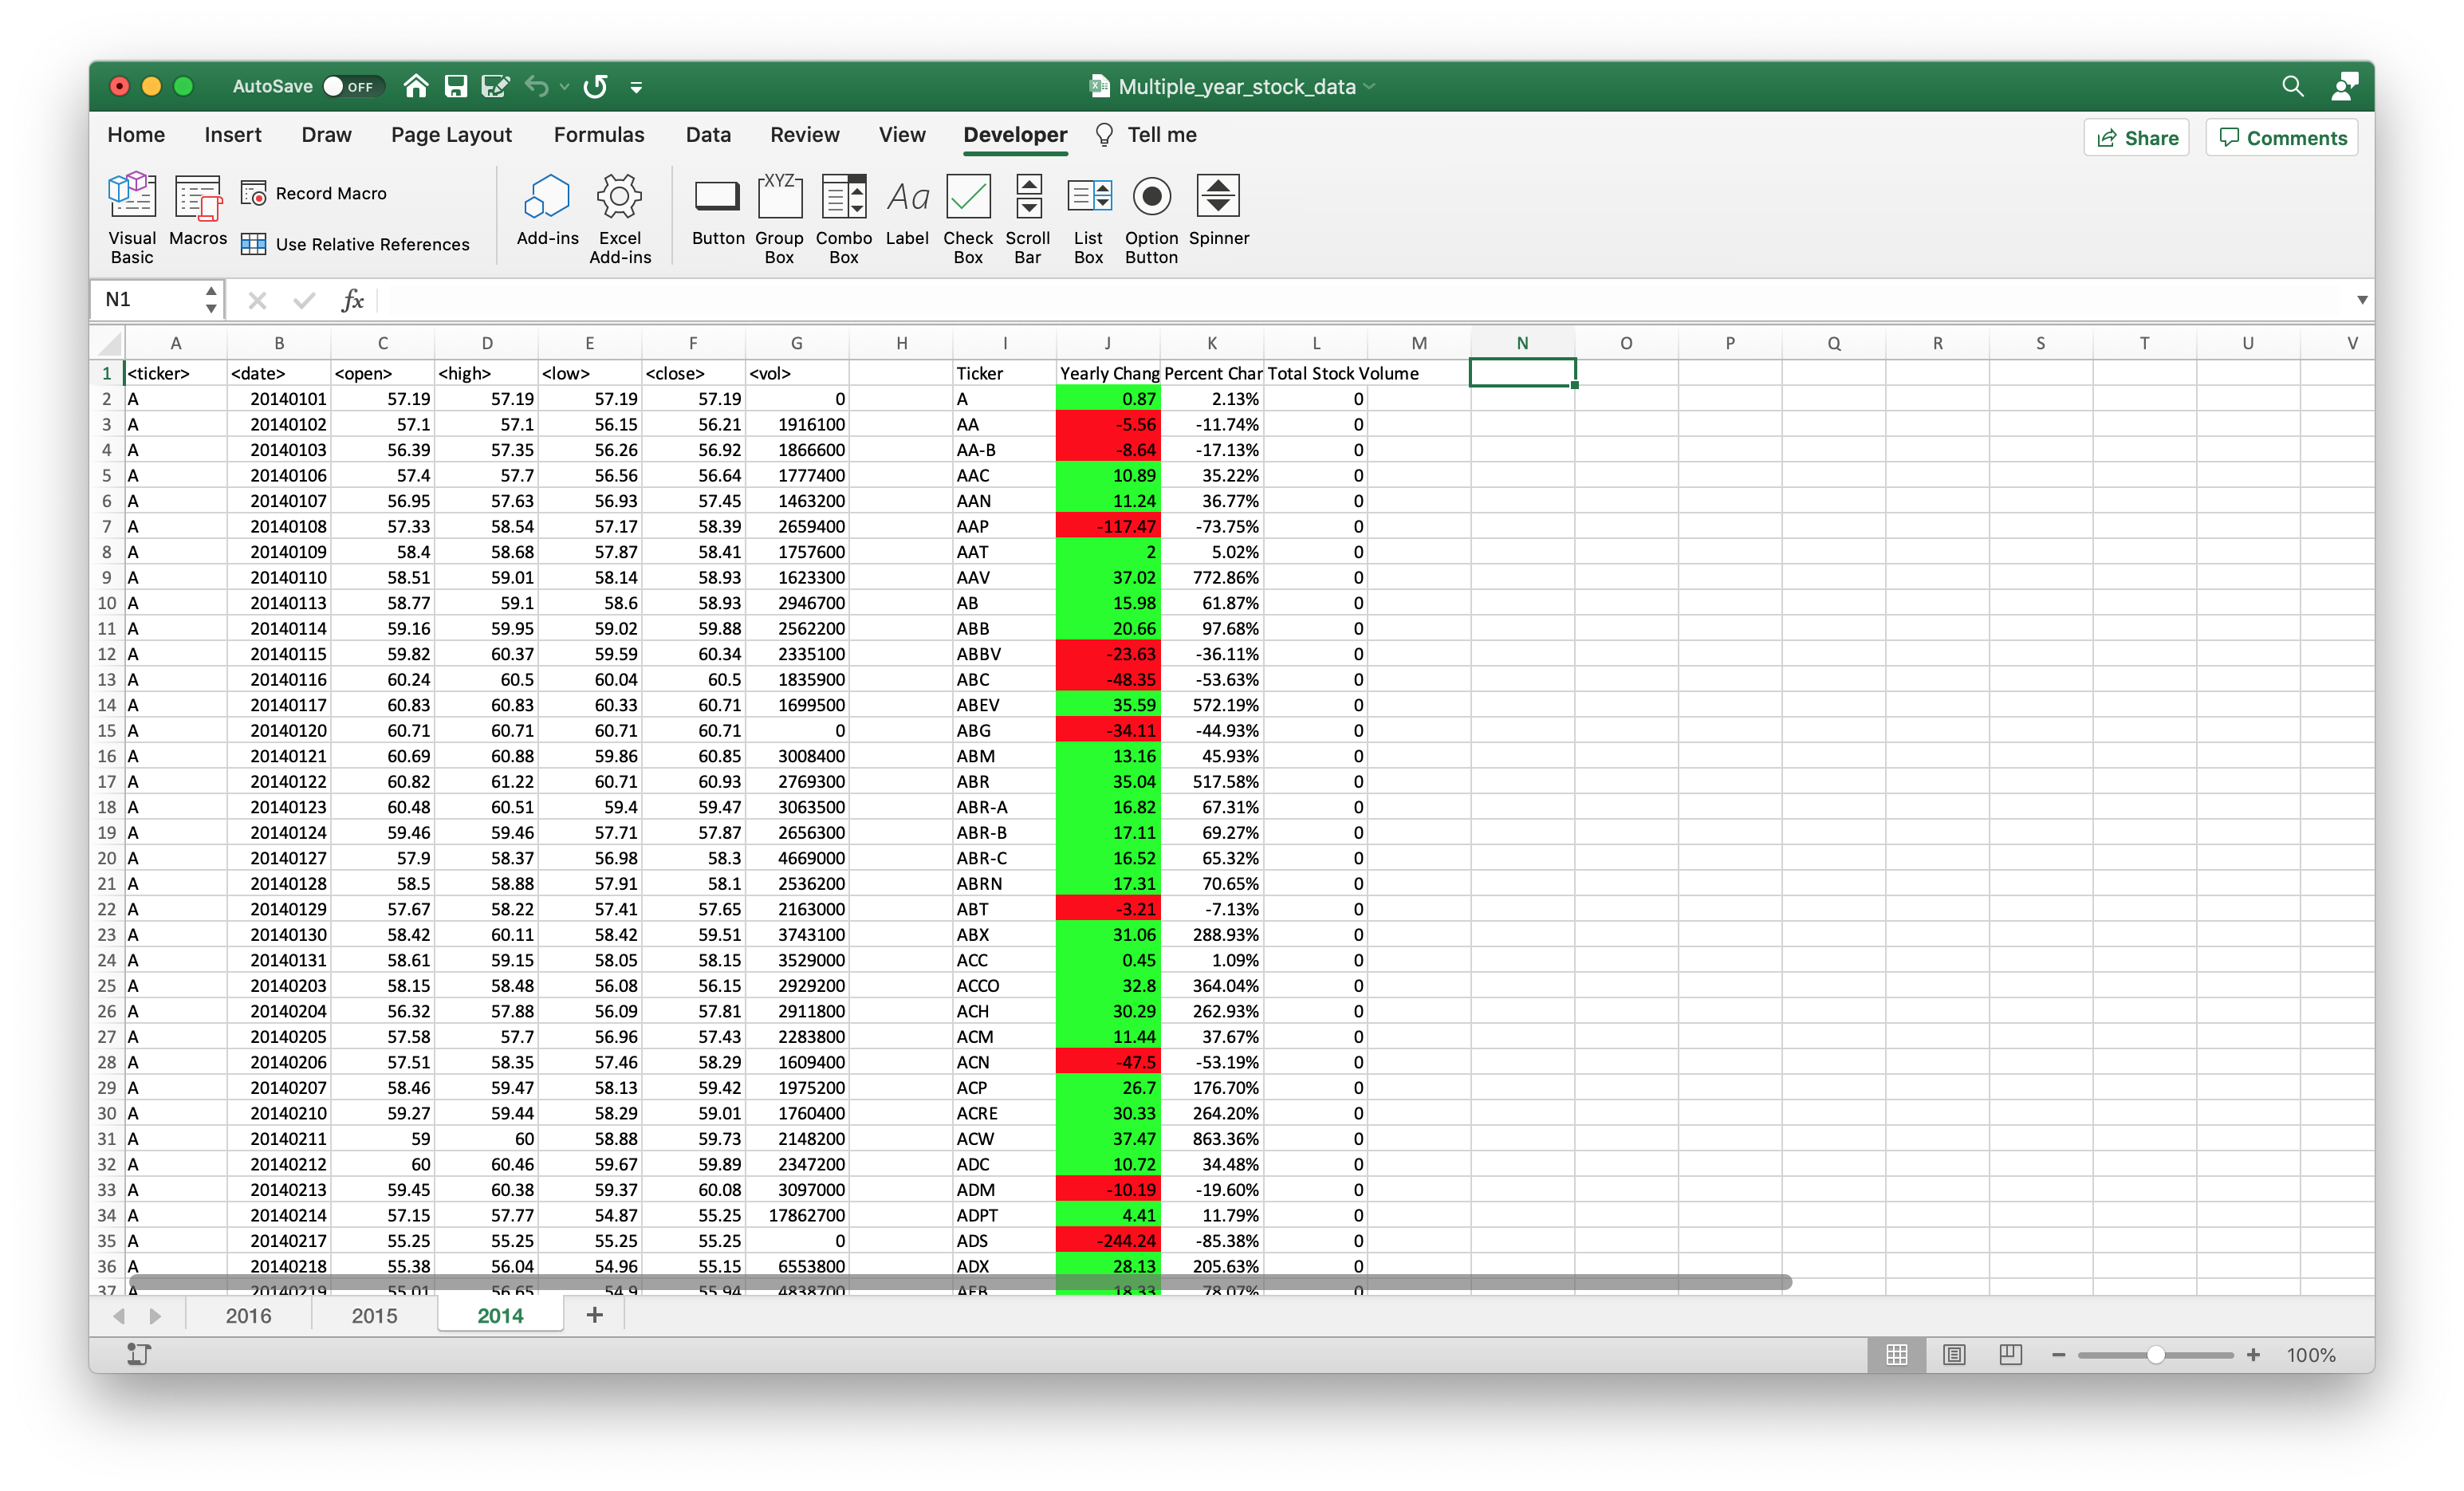 AutoSave OFF Multiple_year_stock_data
Home Insert Draw Page Layout Formulas Data Review View Developer Tell me Share Comments
Visual Basic Macros Record Macro Use Relative References Add-ins Excel Add-ins Button Group Box Combo Box Label Check Box Scroll Bar List Box Option Button Spinner
XYZ Aa
N1 fx
A B C D E F G H I J K L M N O P Q R S T U V
1 <ticker> <date> <open> <high> <low> <close> <vol> Ticker Yearly Chang Percent Char Total Stock Volume
2 A 20140101 57.19 57.19 57.19 57.19 0 A 0.87 2.13% 0
3 A 20140102 57.1 57.1 56.15 56.21 1916100 AA -5.56 -11.74% 0
4 A 20140103 56.39 57.35 56.26 56.92 1866600 AA-B -8.64 -17.13% 0
5 A 20140106 57.4 57.7 56.56 56.64 1777400 AAC 10.89 35.22% 0
6 A 20140107 56.95 57.63 56.93 57.45 1463200 AAN 11.24 36.77% 0
7 A 20140108 57.33 58.54 57.17 58.39 2659400 AAP -117.47 -73.75% 0
8 A 20140109 58.4 58.68 57.87 58.41 1757600 AAT 2 5.02% 0
9 A 20140110 58.51 59.01 58.14 58.93 1623300 AAV 37.02 772.86% 0
10 A 20140113 58.77 59.1 58.6 58.93 2946700 AB 15.98 61.87% 0
11 A 20140114 59.16 59.95 59.02 59.88 2562200 ABB 20.66 97.68% 0
12 A 20140115 59.82 60.37 59.59 60.34 2335100 ABBV -23.63 -36.11% 0
13 A 20140116 60.24 60.5 60.04 60.5 1835900 ABC -48.35 -53.63% 0
14 A 20140117 60.83 60.83 60.33 60.71 1699500 ABEV 35.59 572.19% 0
15 A 20140120 60.71 60.71 60.71 60.71 0 ABG -34.11 -44.93% 0
16 A 20140121 60.69 60.88 59.86 60.85 3008400 ABM 13.16 45.93% 0
17 A 20140122 60.82 61.22 60.71 60.93 2769300 ABR 35.04 517.58% 0
18 A 20140123 60.48 60.51 59.4 59.47 3063500 ABR-A 16.82 67.31% 0
19 A 20140124 59.46 59.46 57.71 57.87 2656300 ABR-B 17.11 69.27% 0
20 A 20140127 57.9 58.37 56.98 58.3 4669000 ABR-C 16.52 65.32% 0
21 A 20140128 58.5 58.88 57.91 58.1 2536200 ABRN 17.31 70.65% 0
22 A 20140129 57.67 58.22 57.41 57.65 2163000 ABT -3.21 -7.13% 0
23 A 20140130 58.42 60.11 58.42 59.51 3743100 ABX 31.06 288.93% 0
24 A 20140131 58.61 59.15 58.05 58.15 3529000 ACC 0.45 1.09% 0
25 A 20140203 58.15 58.48 56.08 56.15 2929200 ACCO 32.8 364.04% 0
26 A 20140204 56.32 57.88 56.09 57.81 2911800 ACH 30.29 262.93% 0
27 A 20140205 57.58 57.7 56.96 57.43 2283800 ACM 11.44 37.67% 0
28 A 20140206 57.51 58.35 57.46 58.29 1609400 ACN -47.5 -53.19% 0
29 A 20140207 58.46 59.47 58.13 59.42 1975200 ACP 26.7 176.70% 0
30 A 20140210 59.27 59.44 58.29 59.01 1760400 ACRE 30.33 264.20% 0
31 A 20140211 59 60 58.88 59.73 2148200 ACW 37.47 863.36% 0
32 A 20140212 60 60.46 59.67 59.89 2347200 ADC 10.72 34.48% 0
33 A 20140213 59.45 60.38 59.37 60.08 3097000 ADM -10.19 -19.60% 0
34 A 20140214 57.15 57.77 54.87 55.25 17862700 ADPT 4.41 11.79% 0
35 A 20140217 55.25 55.25 55.25 55.25 0 ADS -244.24 -85.38% 0
36 A 20140218 55.38 56.04 54.96 55.15 6553800 ADX 28.13 205.63% 0
37 A 20140219 55.01 56.65 54.9 55.94 4838700 AEB 18.33 78.07% 0
2016 2015 2014 +
100%